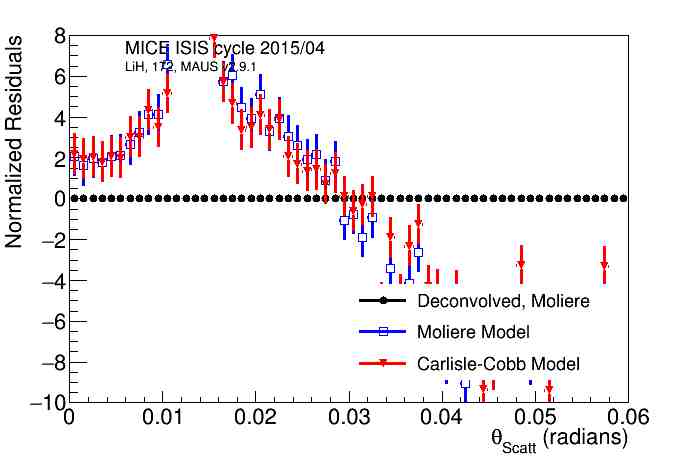 MICE ISIS cycle 2015/04
LiH, 172, MAUS v2.9.1
Normalized Residuals
8
6
4
2
0
−2
−4
−6
−8
−10
Deconvolved, Moliere
Moliere Model
Carlisle-Cobb Model
0 0.01 0.02 0.03 0.04 0.05 0.06
θScatt (radians)